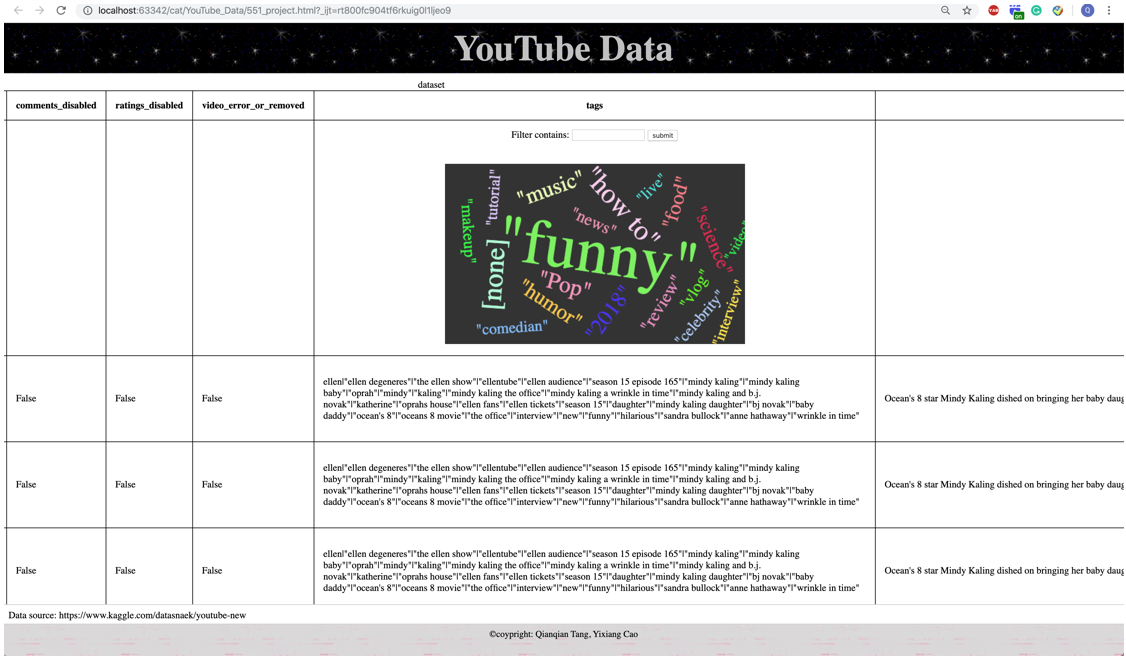 localhost:63342/cat/YouTube_Data/551_project.html?_ijt=rt800fc904tf6rkuig0l1ljeo9
YouTube Data
dataset
comments_disabled ratings_disabled video_error_or_removed tags
Filter contains: submit
"funny"
"how to"
"music"
"tutorial"
"makeup"
[none]
"news"
"live"
"food"
"science"
"video"
"Pop"
"humor"
"comedian"
"2018"
"review"
"vlog"
"celebrity"
"interview"
False False False
ellen|"ellen degeneres"|"the ellen show"|"ellentube"|"ellen audience"|"season 15 episode 165"|"mindy kaling"|"mindy kaling
baby"|"oprah"|"mindy"|"kaling"|"mindy kaling the office"|"mindy kaling a wrinkle in time"|"mindy kaling and b.j.
novak"|"katherine"|"oprahs house"|"ellen fans"|"ellen tickets"|"season 15"|"daughter"|"mindy kaling daughter"|"bj novak"|"baby
daddy"|"ocean's 8"|"oceans 8 movie"|"the office"|"interview"|"new"|"funny"|"hilarious"|"sandra bullock"|"anne hathaway"|"wrinkle in time"
Ocean's 8 star Mindy Kaling dished on bringing her baby daug
False False False
ellen|"ellen degeneres"|"the ellen show"|"ellentube"|"ellen audience"|"season 15 episode 165"|"mindy kaling"|"mindy kaling
baby"|"oprah"|"mindy"|"kaling"|"mindy kaling the office"|"mindy kaling a wrinkle in time"|"mindy kaling and b.j.
novak"|"katherine"|"oprahs house"|"ellen fans"|"ellen tickets"|"season 15"|"daughter"|"mindy kaling daughter"|"bj novak"|"baby
daddy"|"ocean's 8"|"oceans 8 movie"|"the office"|"interview"|"new"|"funny"|"hilarious"|"sandra bullock"|"anne hathaway"|"wrinkle in time"
Ocean's 8 star Mindy Kaling dished on bringing her baby daug
False False False
ellen|"ellen degeneres"|"the ellen show"|"ellentube"|"ellen audience"|"season 15 episode 165"|"mindy kaling"|"mindy kaling
baby"|"oprah"|"mindy"|"kaling"|"mindy kaling the office"|"mindy kaling a wrinkle in time"|"mindy kaling and b.j.
novak"|"katherine"|"oprahs house"|"ellen fans"|"ellen tickets"|"season 15"|"daughter"|"mindy kaling daughter"|"bj novak"|"baby
daddy"|"ocean's 8"|"oceans 8 movie"|"the office"|"interview"|"new"|"funny"|"hilarious"|"sandra bullock"|"anne hathaway"|"wrinkle in time"
Ocean's 8 star Mindy Kaling dished on bringing her baby daug
Data source: https://www.kaggle.com/datasnaek/youtube-new
©coypright: Qianqian Tang, Yixiang Cao